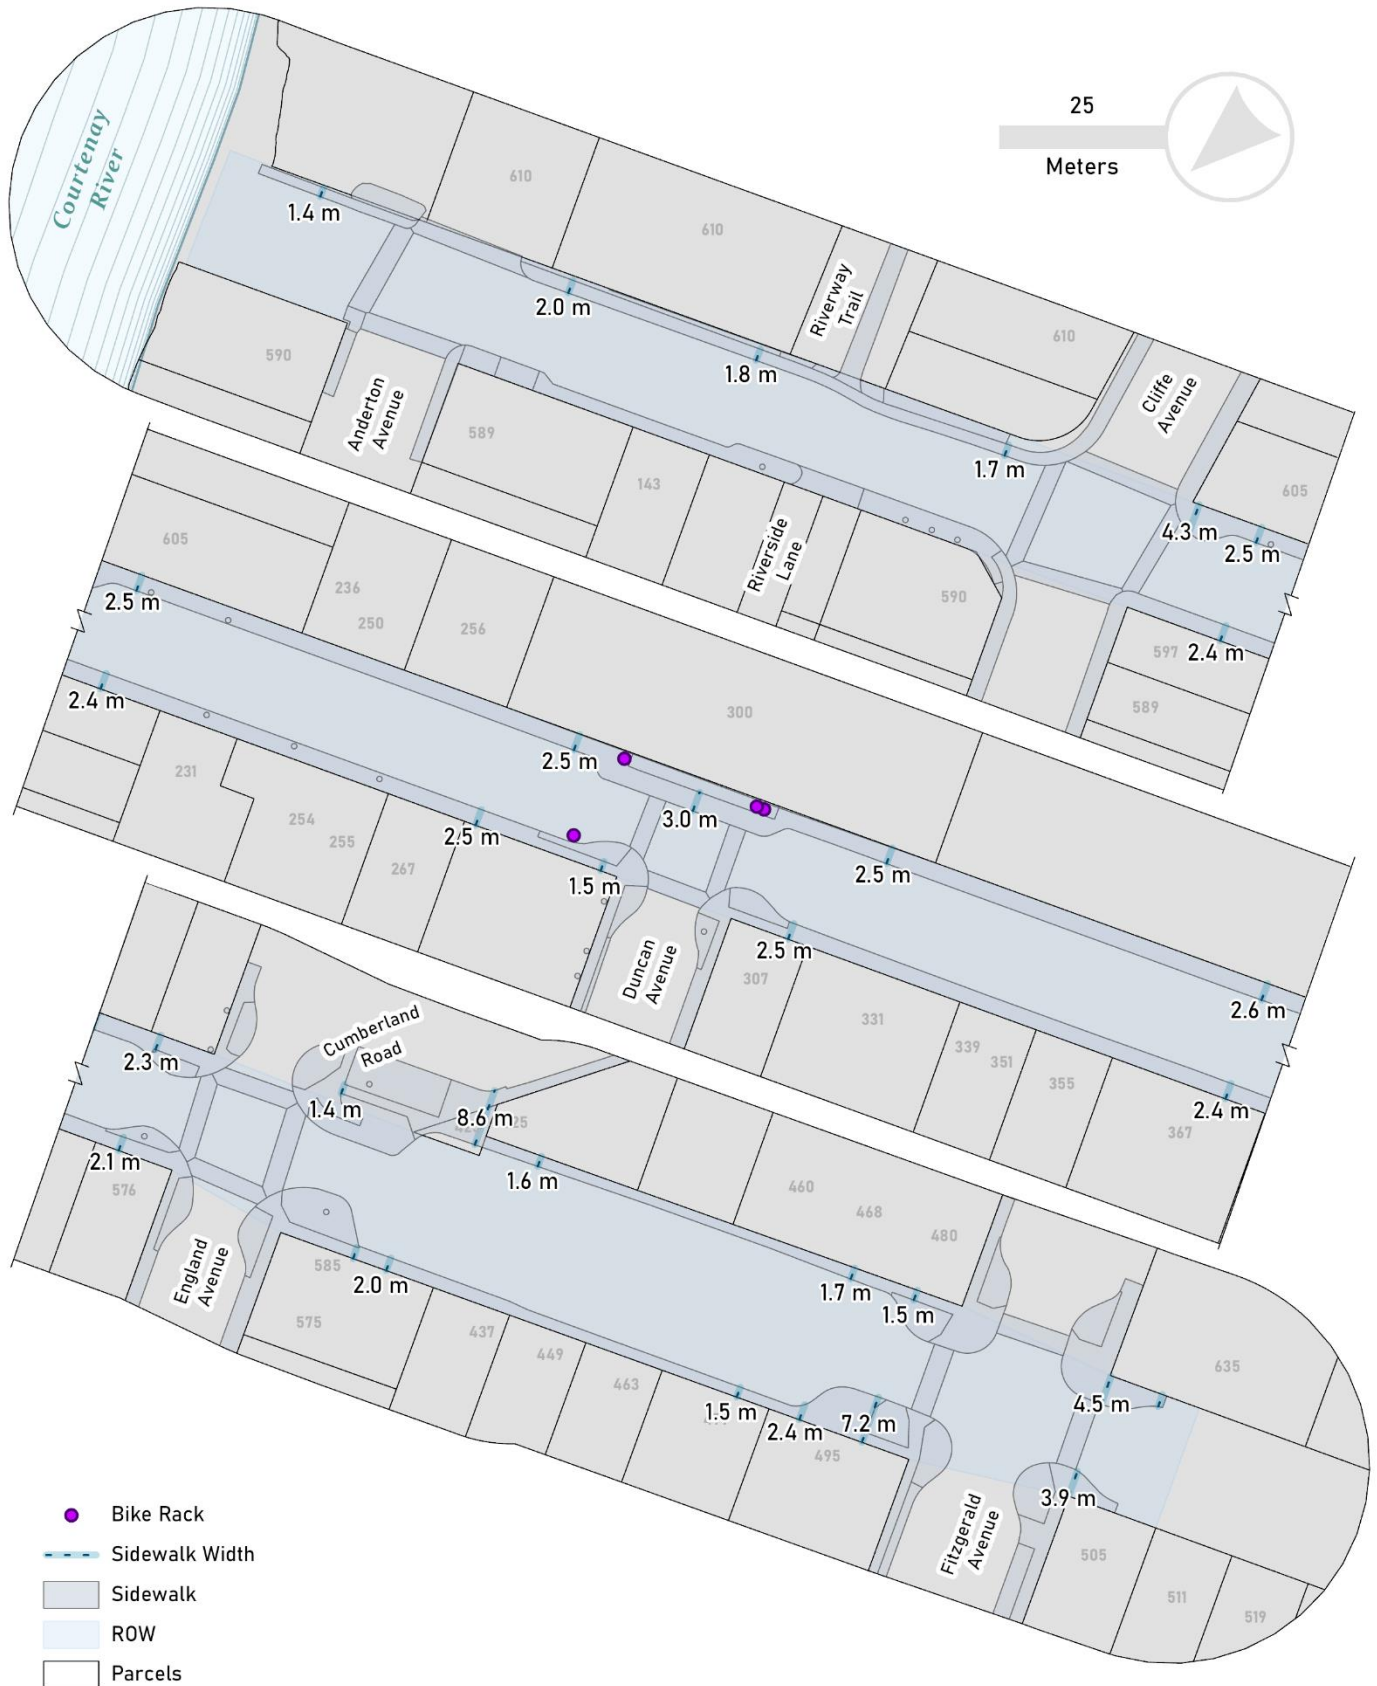 25
Meters
Courtenay
River
610
1.4 m
610
2.0 m
Riverway
Trail
610
1.8 m
590
Anderton
Avenue
589
143
Cliffe
Avenue
1.7 m
605
4.3 m
2.5 m
Riverside
Lane
590
597
2.4 m
589
605
2.5 m
236
250
256
2.4 m
300
231
2.5 m
254
255
267
2.5 m
3.0 m
1.5 m
2.5 m
Duncan
Avenue
2.5 m
307
331
339
351
355
2.6 m
2.4 m
367
2.3 m
Cumberland
Road
1.4 m
8.6 m
25
2.1 m
576
1.6 m
460
468
480
England
Avenue
585
2.0 m
575
437
449
463
1.7 m
1.5 m
1.5 m
2.4 m
7.2 m
495
635
4.5 m
3.9 m
Fitzgerald
Avenue
505
511
519
Bike Rack
Sidewalk Width
Sidewalk
ROW
Parcels